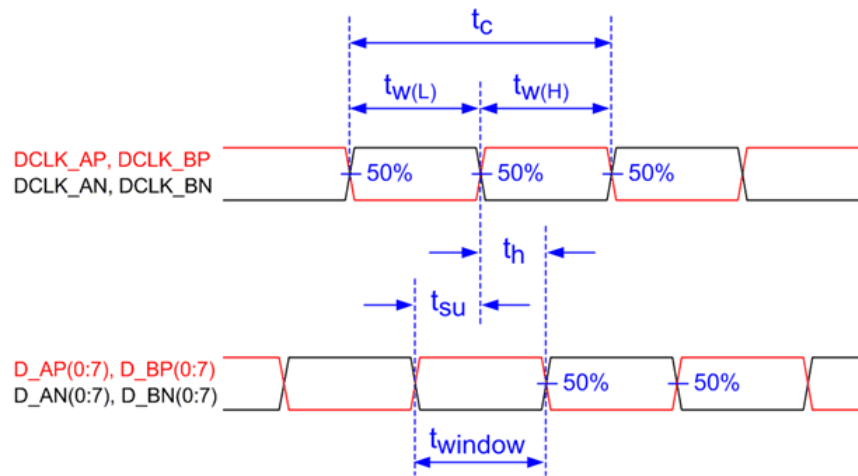 tc
tw(L) tw(H)
DCLK_AP, DCLK_BP
DCLK_AN, DCLK_BN
50% 50% 50%
th
tsu
D_AP(0:7), D_BP(0:7)
D_AN(0:7), D_BN(0:7)
50% 50%
twindow